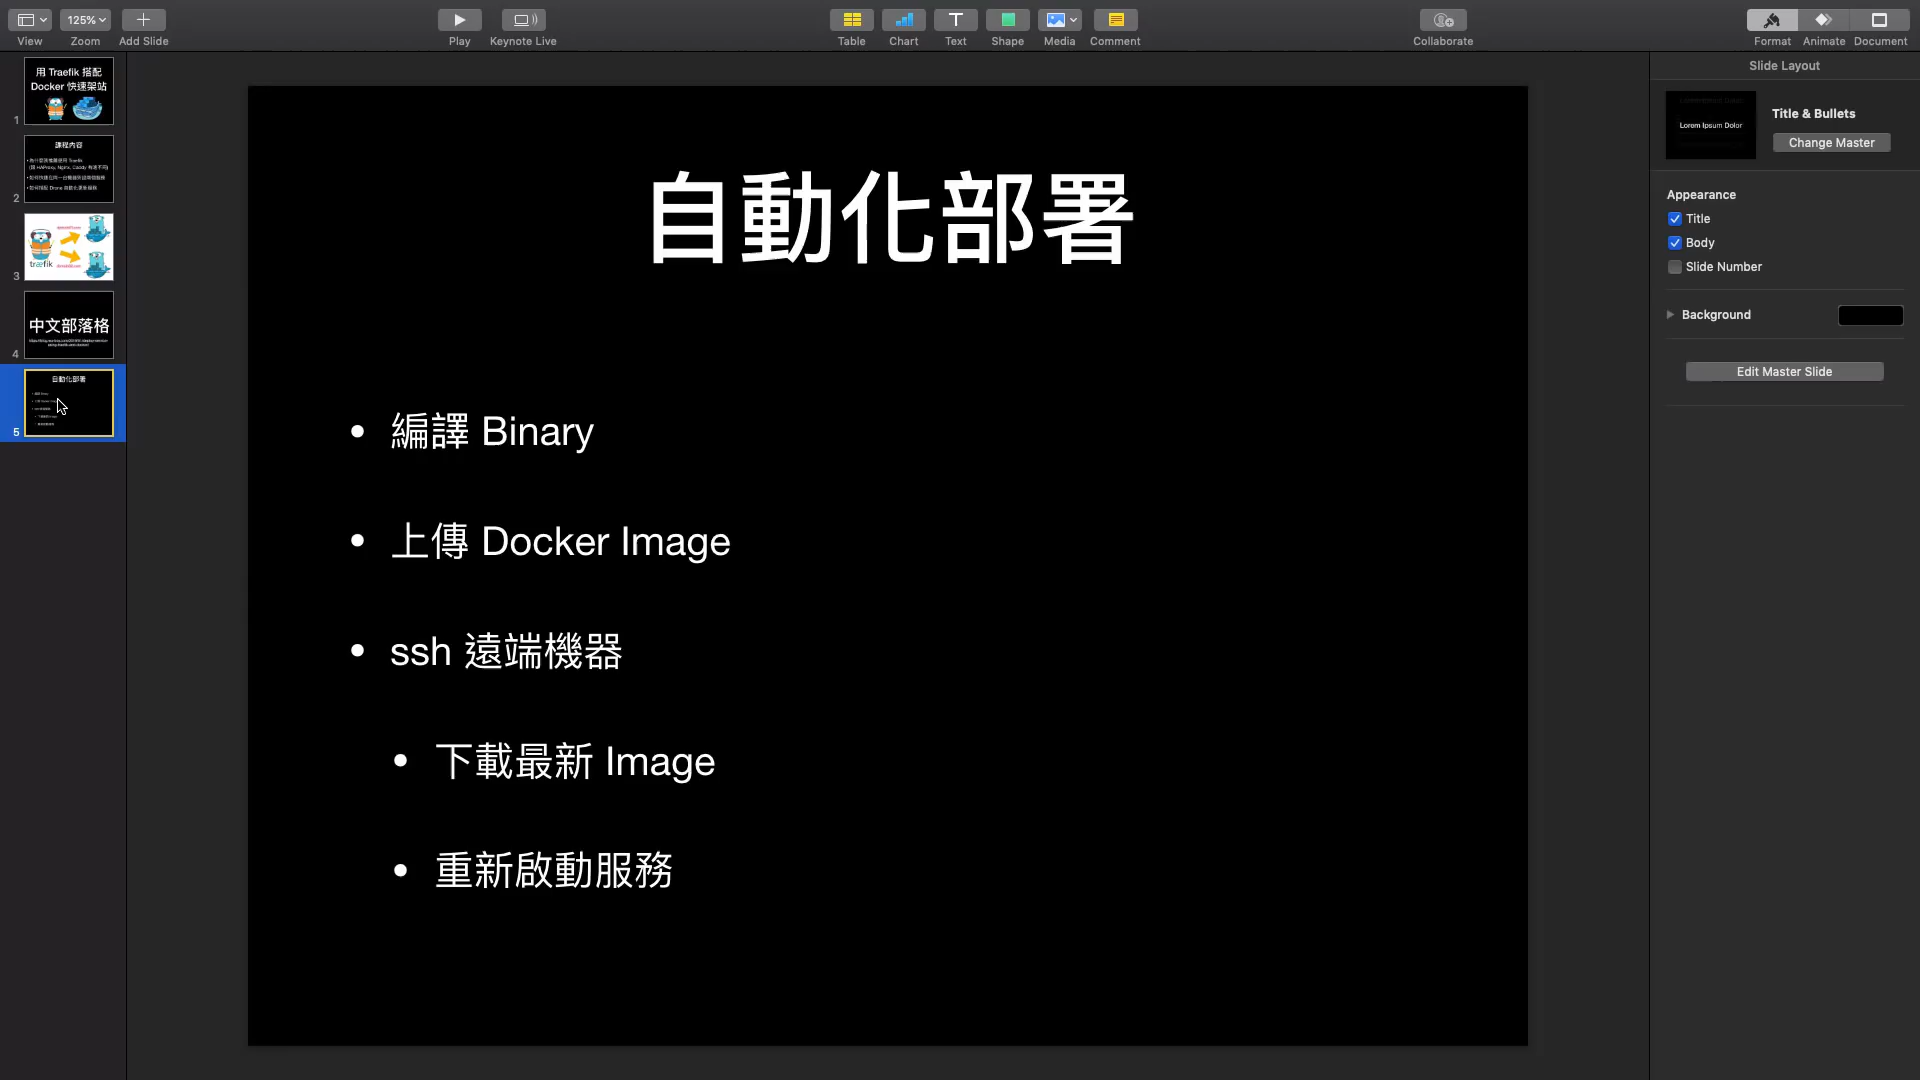 125%
View
Zoom
Add Slide
Play
Keynote Live
Table
Chart
Text
Shape
Media
Comment
Collaborate
Format
Animate
Document
用 Traefik 搭配
Docker 快速架站
1
課程內容
2
træfik
3
中文部落格
4
自動化部署
5
自動化部署
• 編譯 Binary
• 上傳 Docker Image
• ssh 遠端機器
• 下載最新 Image
• 重新啟動服務
Slide Layout
Lorem Ipsum Dolor
Title & Bullets
Change Master
Appearance
Title
Body
Slide Number
Background
Edit Master Slide